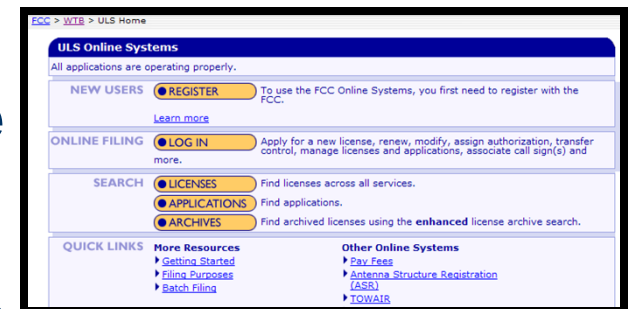 FCC > WTB > ULS Home
ULS Online Systems
All applications are operating properly.
NEW USERS
REGISTER
To use the FCC Online Systems, you first need to register with the
FCC.
Learn more
ONLINE FILING
LOG IN
Apply for a new license, renew, modify, assign authorization, transfer
control, manage licenses and applications, associate call sign(s) and
more.
SEARCH
LICENSES
Find licenses across all services.
APPLICATIONS
Find applications.
ARCHIVES
Find archived licenses using the enhanced license archive search.
QUICK LINKS
More Resources
Getting Started
Filing Purposes
Batch Filing
Other Online Systems
Pay Fees
Antenna Structure Registration
(ASR)
TOWAIR